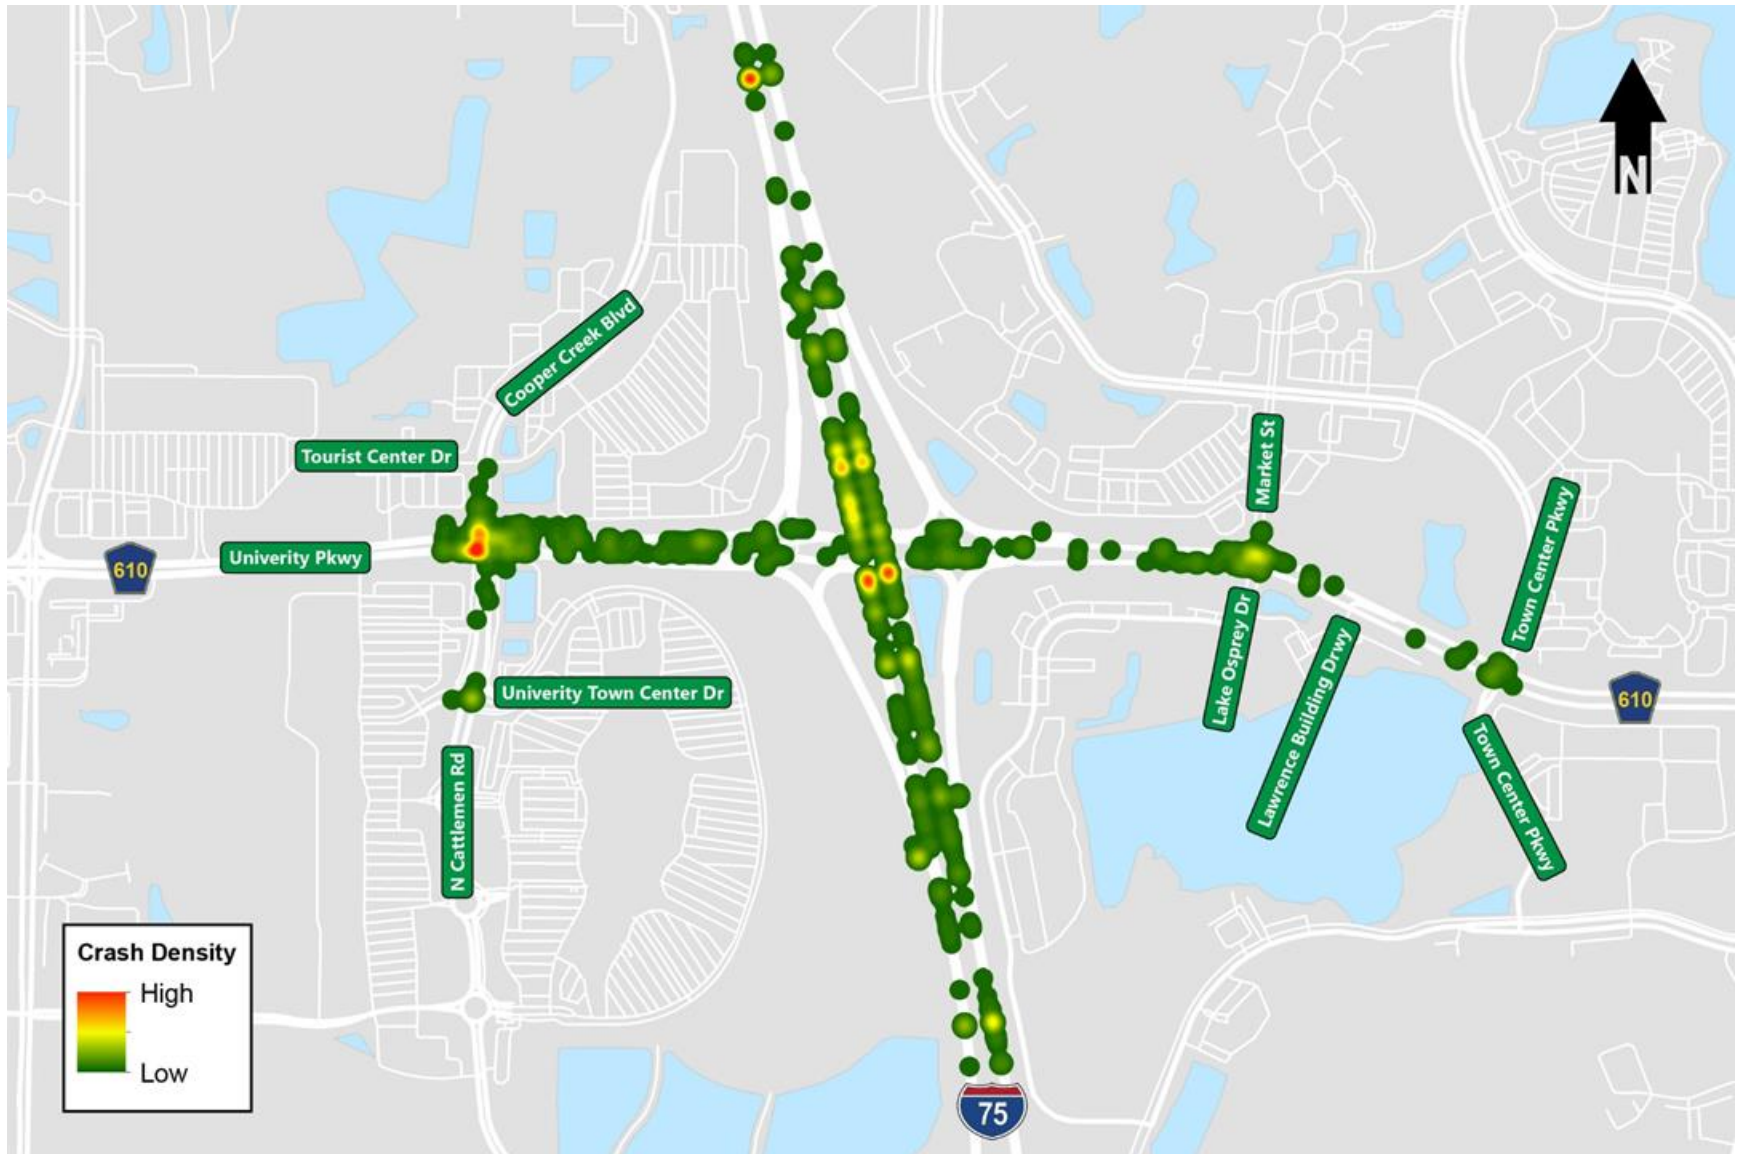 N
Cooper Creek Blvd
Tourist Center Dr
Market St
Univerity Pkwy
610
Town Center Pkwy
Lake Osprey Dr
Lawrence Building Drwy
Univerity Town Center Dr
610
Town Center Pkwy
N Cattlemen Rd
Crash Density
High
Low
75